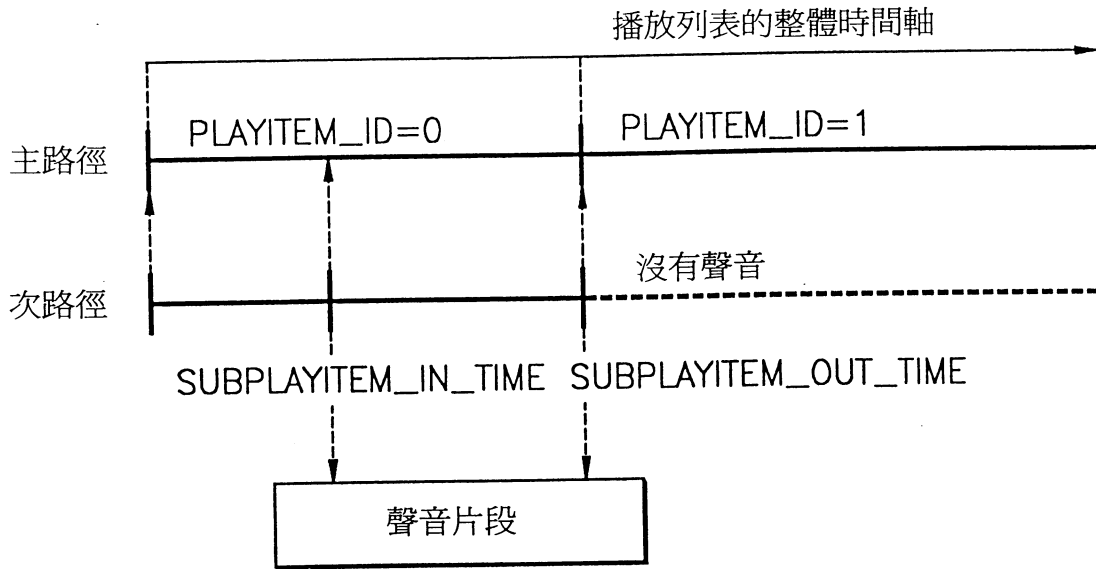 播放列表的整體時間軸
PLAYITEM_ID=0
PLAYITEM_ID=1
主路徑
沒有聲音
次路徑
SUBPLAYITEM_IN_TIME
SUBPLAYITEM_OUT_TIME
聲音片段